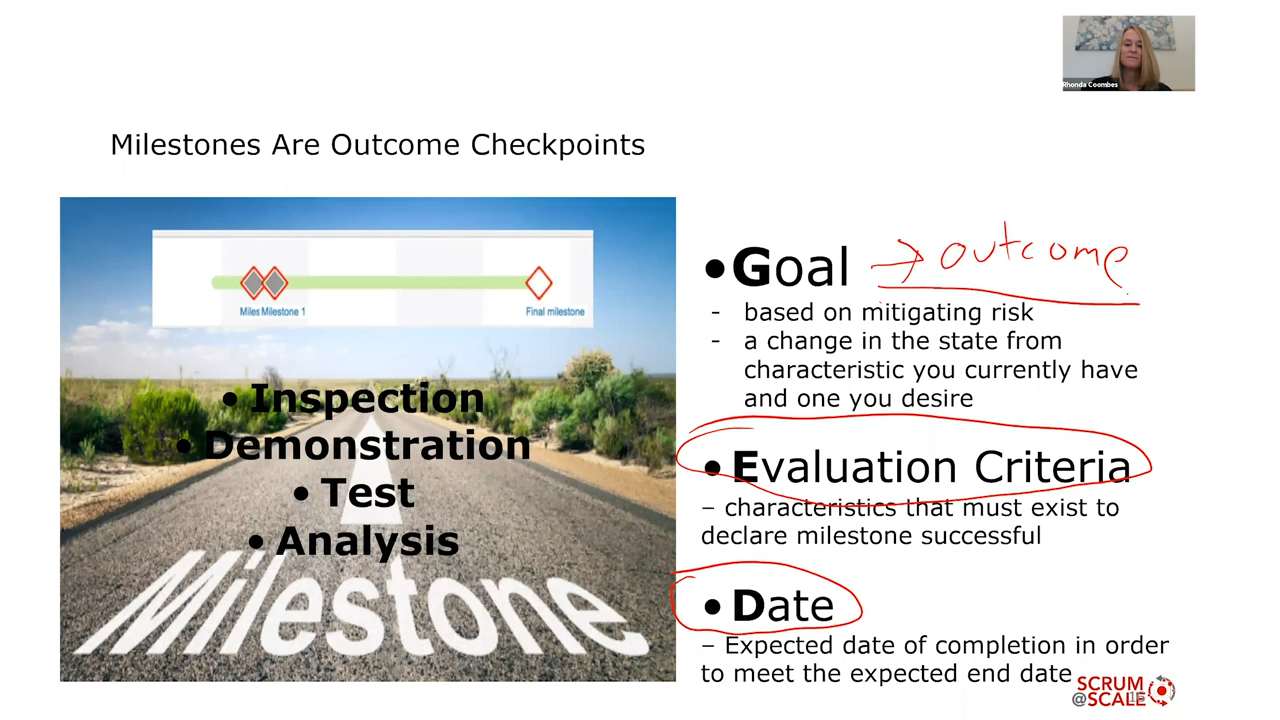 Rhonda Coombes
Milestones Are Outcome Checkpoints
Miles Milestone 1
Final milestone
• Inspection
• Demonstration
• Test
• Analysis
Milestone
•Goal → outcome
- based on mitigating risk
- a change in the state from
characteristic you currently have
and one you desire
• Evaluation Criteria
– characteristics that must exist to
declare milestone successful
• Date
– Expected date of completion in order
to meet the expected end date
SCRUM
@SCALE